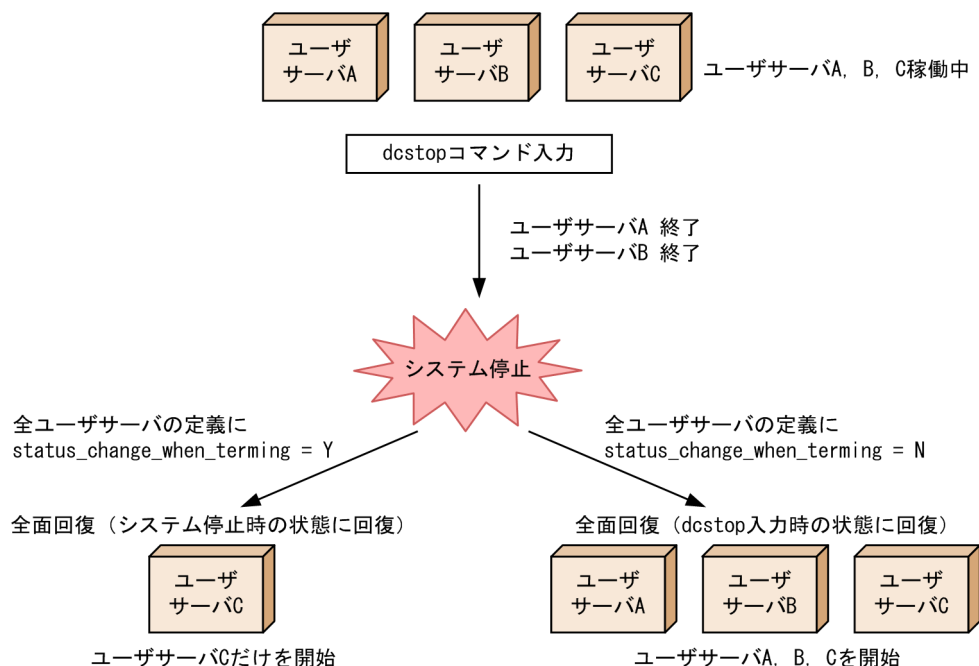 ユーザ
サーバA
ユーザ
サーバB
ユーザ
サーバC
ユーザサーバA, B, C稼働中
dcstopコマンド入力
ユーザサーバA 終了
ユーザサーバB 終了
システム停止
全ユーザサーバの定義に
status_change_when_terming = Y
全ユーザサーバの定義に
status_change_when_terming = N
全面回復（システム停止時の状態に回復）
全面回復（dcstop入力時の状態に回復）
ユーザ
サーバC
ユーザ
サーバA
ユーザ
サーバB
ユーザ
サーバC
ユーザサーバCだけを開始
ユーザサーバA, B, Cを開始